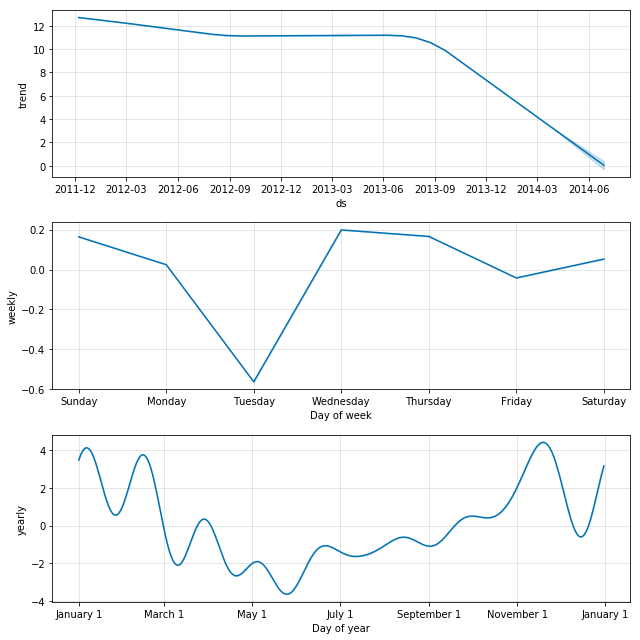 12
10
8
6
4
2
0
trend
2011-12 2012-03 2012-06 2012-09 2012-12 2013-03 2013-06 2013-09 2013-12 2014-03 2014-06
ds
0.2
0.0
−0.2
−0.4
−0.6
weekly
Sunday Monday Tuesday Wednesday Thursday Friday Saturday
Day of week
4
2
0
−2
−4
yearly
January 1 March 1 May 1 July 1 September 1 November 1 January 1
Day of year